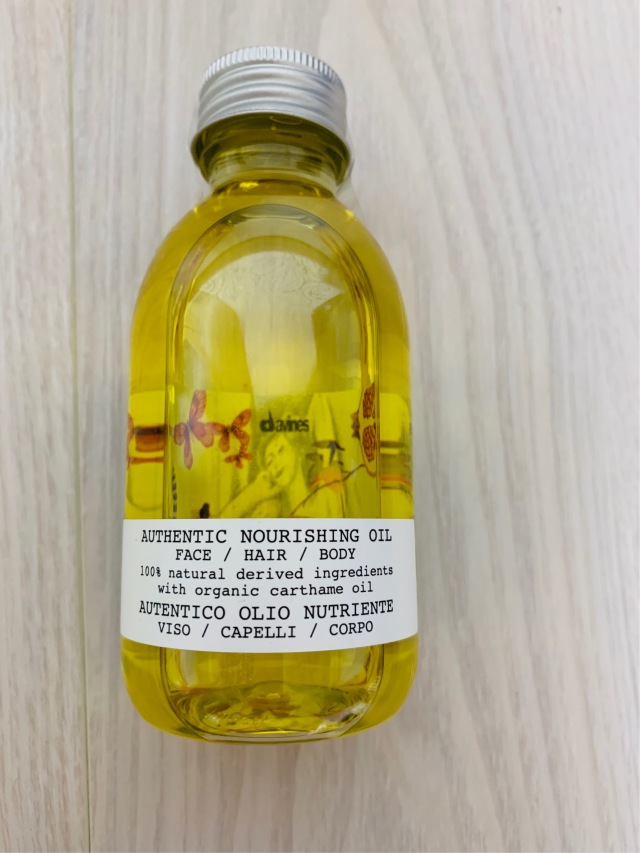 davines
AUTHENTIC NOURISHING OIL
FACE / HAIR / BODY
100% natural derived ingredients
with organic carthame oil
AUTENTICO OLIO NUTRIENTE
VISO / CAPELLI / CORPO